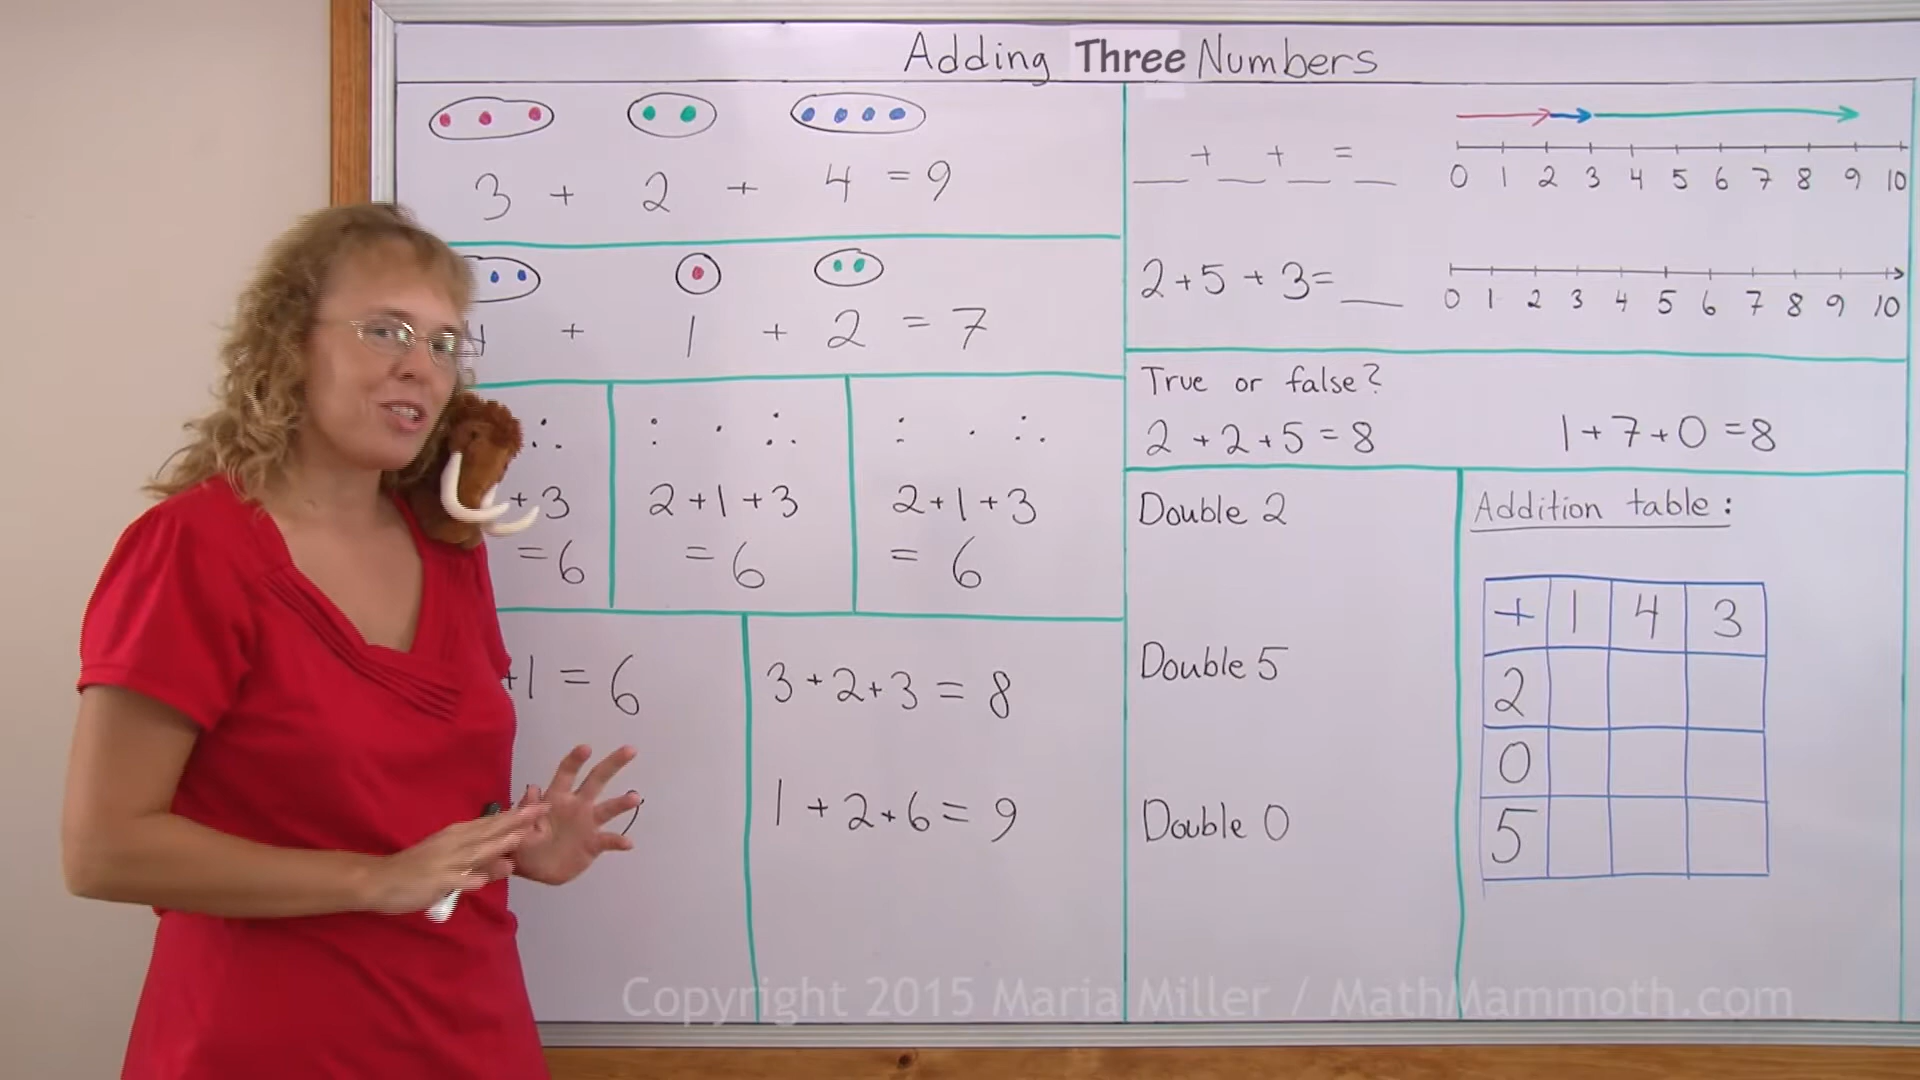 Adding Three Numbers
3 + 2 + 4 = 9
+ 1 + 2 = 7
+3
=6
2+1+3
=6
2+1+3
= 6
+1 = 6
3+2+3 = 8
1+2+6= 9
__+__+__=__
0 1 2 3 4 5 6 7 8 9 10
2+5+3=__
0 1 2 3 4 5 6 7 8 9 10
True or false?
2+2+5=8
1+7+0=8
Double 2
Double 5
Double 0
Addition table:
+ 1 4 3
2
0
5
Copyright 2015 Maria Miller / MathMammoth.com